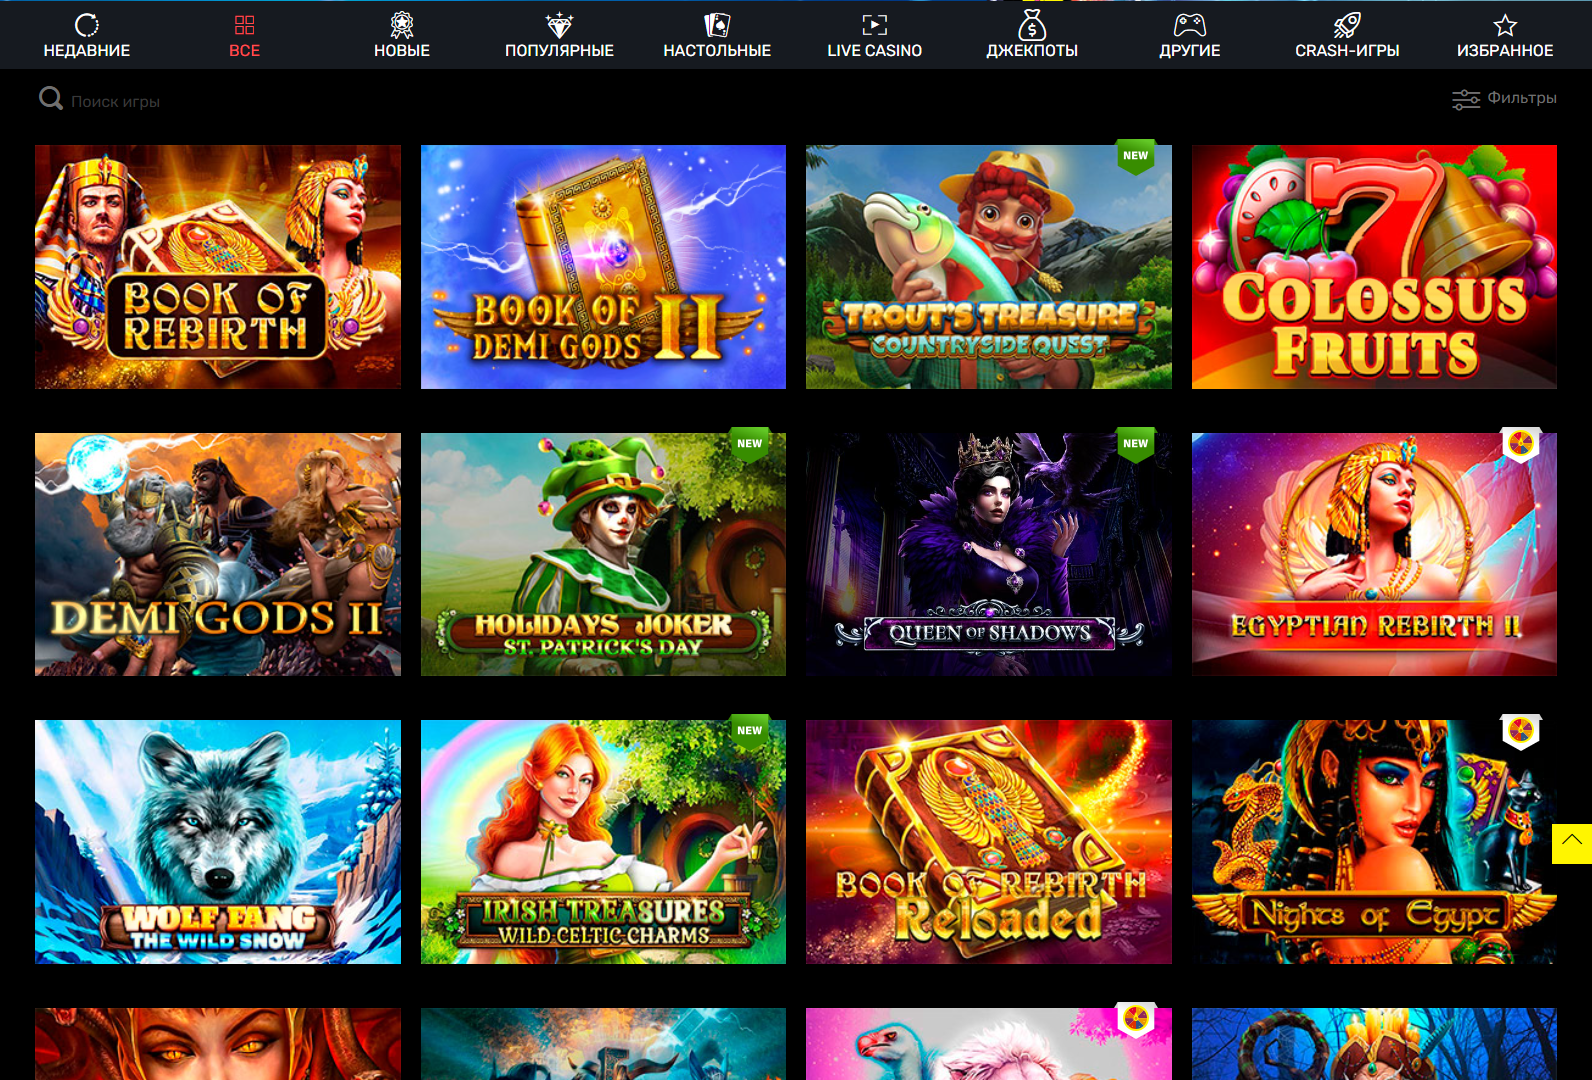 НЕДАВНИЕ
ВСЕ
НОВЫЕ
ПОПУЛЯРНЫЕ
НАСТОЛЬНЫЕ
LIVE CASINO
ДЖЕКПОТЫ
ДРУГИЕ
CRASH-ИГРЫ
ИЗБРАННОЕ
Поиск игры
Фильтры
BOOK OF
REBIRTH
BOOK OF
DEMI GODS II
NEW
TROUT'S TREASURE
COUNTRYSIDE QUEST
7
COLOSSUS
FRUITS
DEMI GODS II
NEW
HOLIDAYS JOKER
ST. PATRICK'S DAY
NEW
QUEEN OF SHADOWS
EGYPTIAN REBIRTH II
WOLF FANG
THE WILD SNOW
NEW
IRISH TREASURES
WILD CELTIC CHARMS
BOOK OF REBIRTH
Reloaded
Nights of Egypt